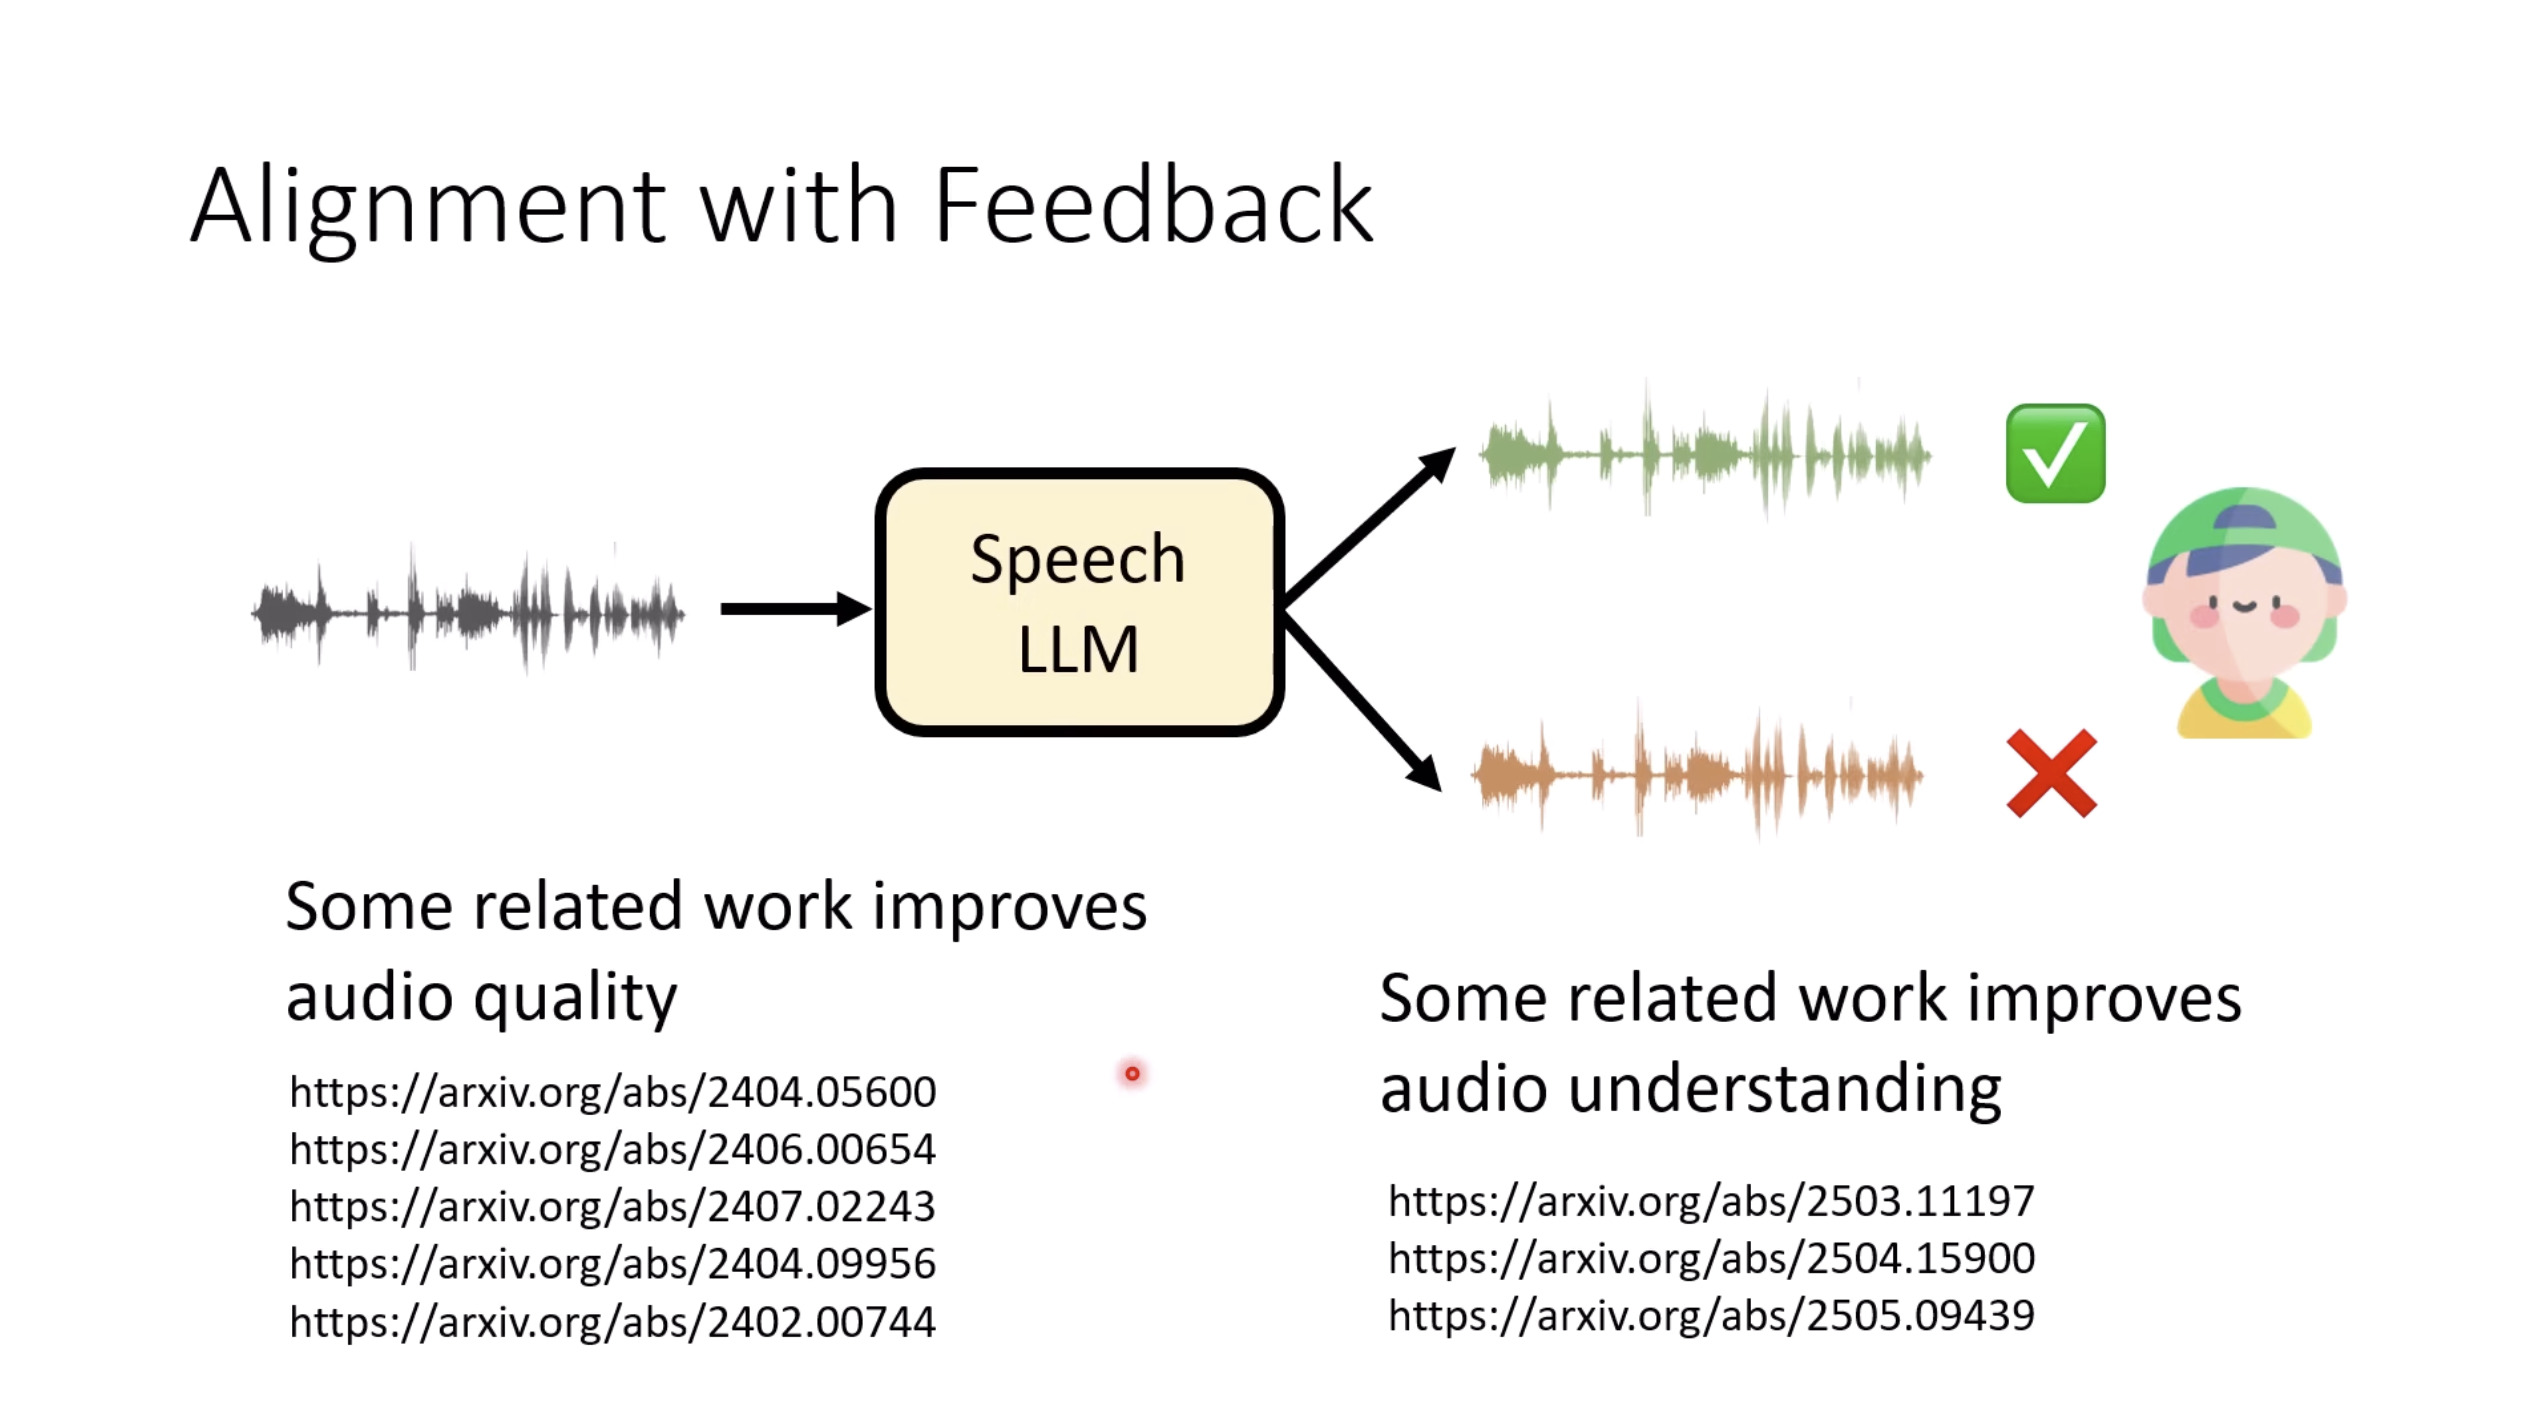 Alignment with Feedback
Speech
LLM
Some related work improves
audio quality
https://arxiv.org/abs/2404.05600
https://arxiv.org/abs/2406.00654
https://arxiv.org/abs/2407.02243
https://arxiv.org/abs/2404.09956
https://arxiv.org/abs/2402.00744
Some related work improves
audio understanding
https://arxiv.org/abs/2503.11197
https://arxiv.org/abs/2504.15900
https://arxiv.org/abs/2505.09439